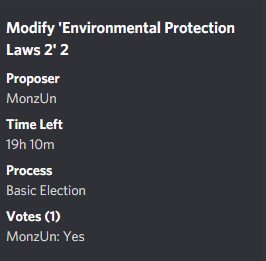 Modify 'Environmental Protection
Laws 2' 2
Proposer
MonzUn
Time Left
19h 10m
Process
Basic Election
Votes (1)
MonzUn: Yes